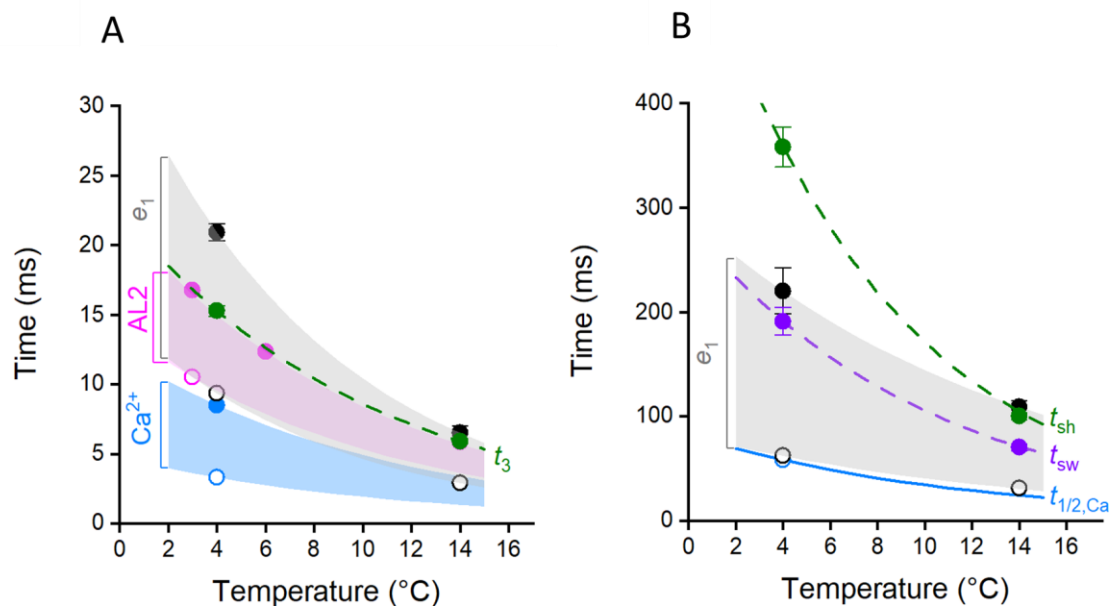 A
30
25
20
15
10
5
0
Time (ms)
e1
AL2
Ca2+
t3
0 2 4 6 8 10 12 14 16
Temperature (°C)
B
400
300
200
100
0
Time (ms)
e1
tsh
tsw
t1/2,Ca
0 2 4 6 8 10 12 14 16
Temperature (°C)